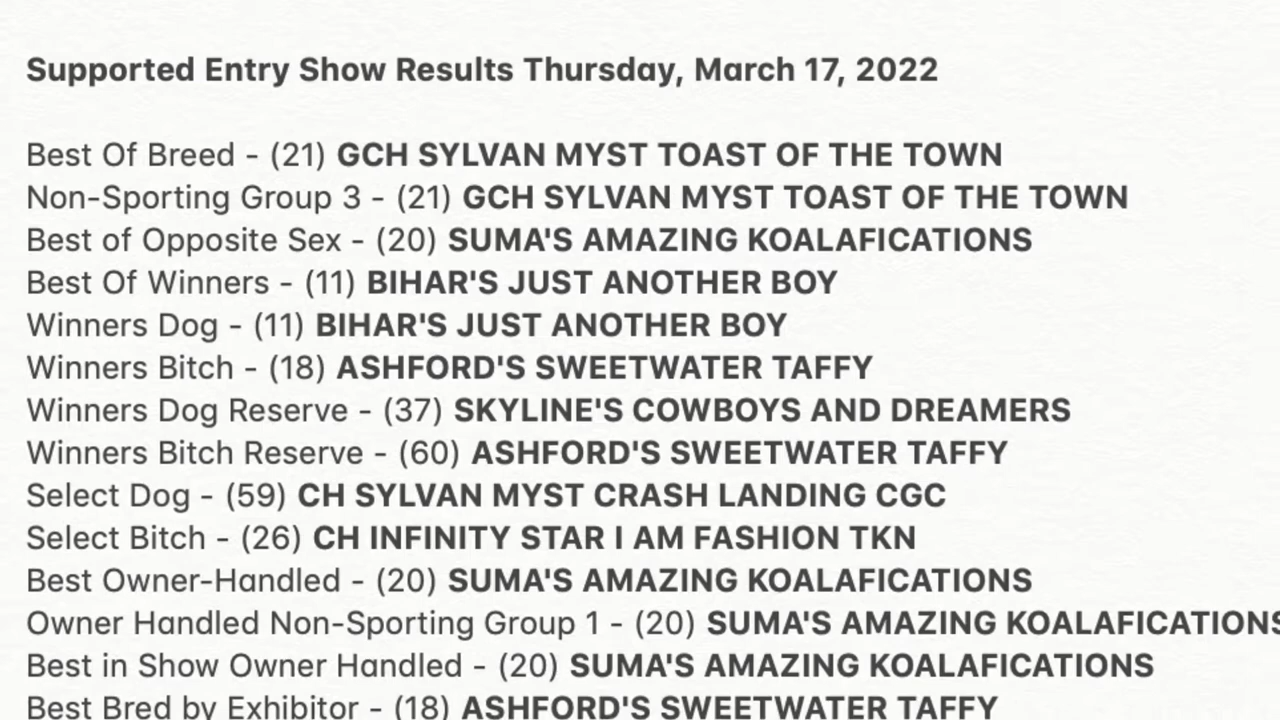 Supported Entry Show Results Thursday, March 17, 2022
Best Of Breed - (21) GCH SYLVAN MYST TOAST OF THE TOWN
Non-Sporting Group 3 - (21) GCH SYLVAN MYST TOAST OF THE TOWN
Best of Opposite Sex - (20) SUMA'S AMAZING KOALAFICATIONS
Best Of Winners - (11) BIHAR'S JUST ANOTHER BOY
Winners Dog - (11) BIHAR'S JUST ANOTHER BOY
Winners Bitch - (18) ASHFORD'S SWEETWATER TAFFY
Winners Dog Reserve - (37) SKYLINE'S COWBOYS AND DREAMERS
Winners Bitch Reserve - (60) ASHFORD'S SWEETWATER TAFFY
Select Dog - (59) CH SYLVAN MYST CRASH LANDING CGC
Select Bitch - (26) CH INFINITY STAR I AM FASHION TKN
Best Owner-Handled - (20) SUMA'S AMAZING KOALAFICATIONS
Owner Handled Non-Sporting Group 1 - (20) SUMA'S AMAZING KOALAFICATIONS
Best in Show Owner Handled - (20) SUMA'S AMAZING KOALAFICATIONS
Best Bred by Exhibitor - (18) ASHFORD'S SWEETWATER TAFFY